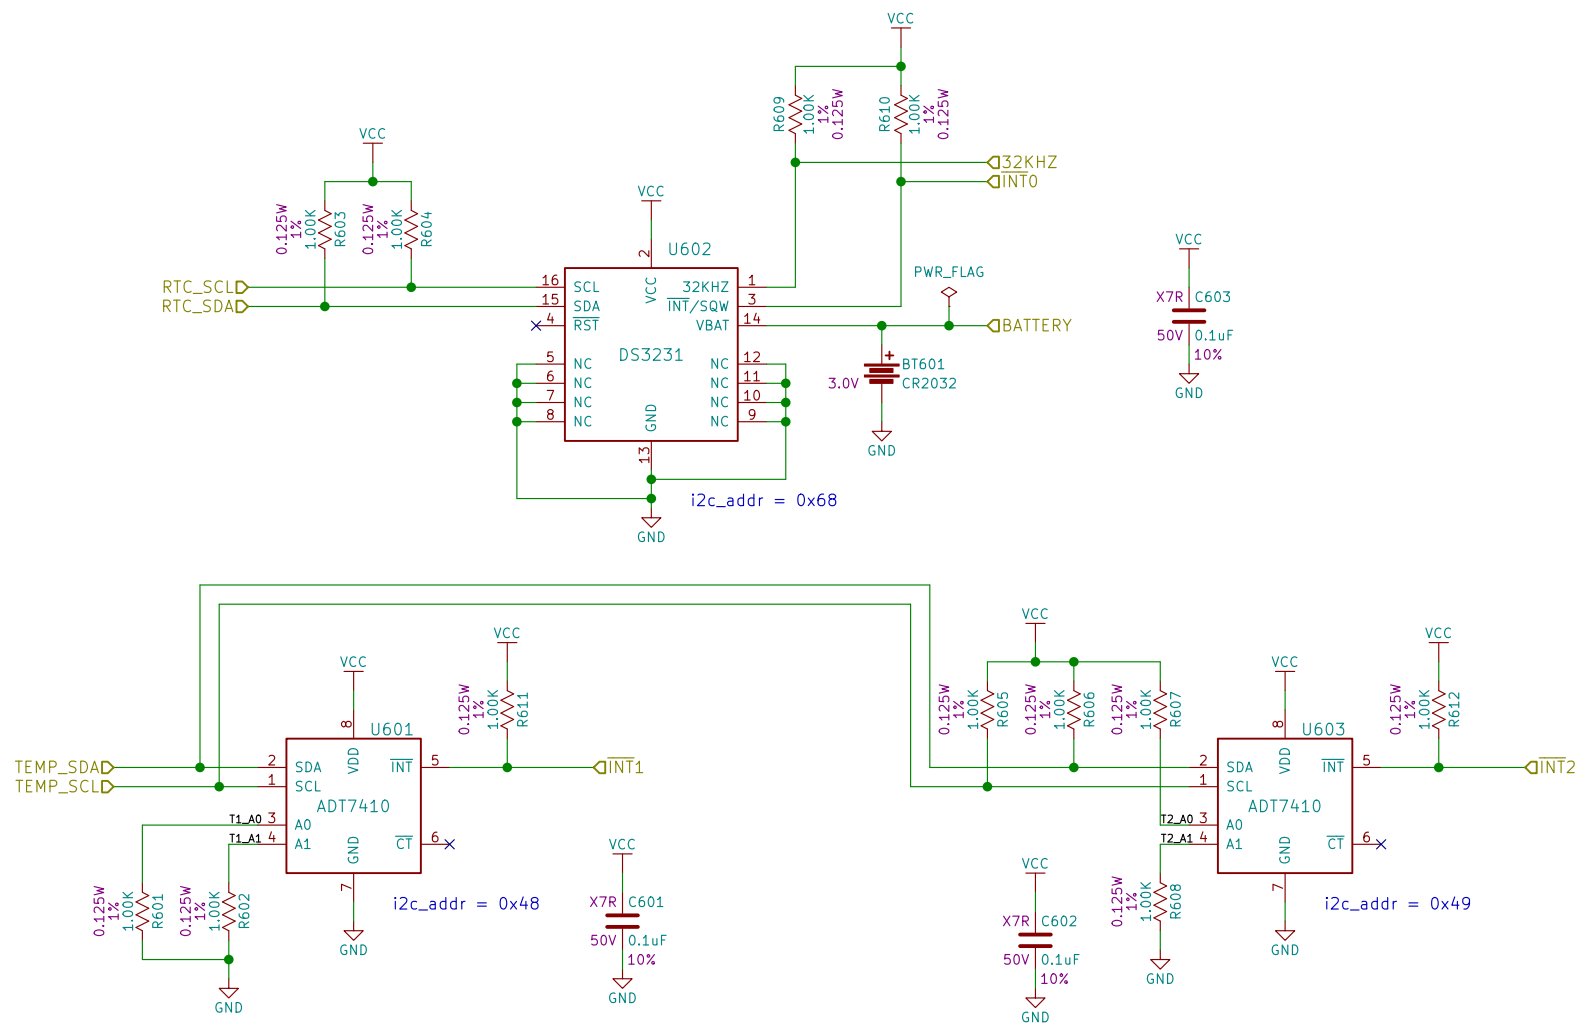 VCC
R609
1.00K
1%
0.125W
R610
1.00K
1%
0.125W
32KHZ
INT0
VCC
0.125W
1%
1.00K
R603
0.125W
1%
1.00K
R604
RTC_SCL
RTC_SDA
VCC
2
U602
16 SCL
15 SDA
4 RST
5 NC
6 NC
7 NC
8 NC
VCC
DS3231
GND
13
32KHZ 1
INT/SQW 3
VBAT 14
NC 12
NC 11
NC 10
NC 9
GND
i2c_addr = 0x68
PWR_FLAG
BATTERY
+
BT601
3.0V CR2032
GND
VCC
X7R C603
50V 0.1uF
10%
GND
TEMP_SDA
TEMP_SCL
VCC
8
U601
2 SDA
1 SCL
T1_A0 3 A0
T1_A1 4 A1
VDD
ADT7410
GND
7
INT 5
CT 6
GND
i2c_addr = 0x48
VCC
0.125W
1%
1.00K
R611
INT1
0.125W
1%
1.00K
R601
0.125W
1%
1.00K
R602
GND
VCC
X7R C601
50V 0.1uF
10%
GND
VCC
0.125W
1%
1.00K
R605
0.125W
1%
1.00K
R606
0.125W
1%
1.00K
R607
VCC
8
U603
2 SDA
1 SCL
T2_A0 3 A0
T2_A1 4 A1
VDD
ADT7410
GND
7
INT 5
CT 6
GND
i2c_addr = 0x49
VCC
0.125W
1%
1.00K
R612
INT2
0.125W
1%
1.00K
R608
GND
VCC
X7R C602
50V 0.1uF
10%
GND